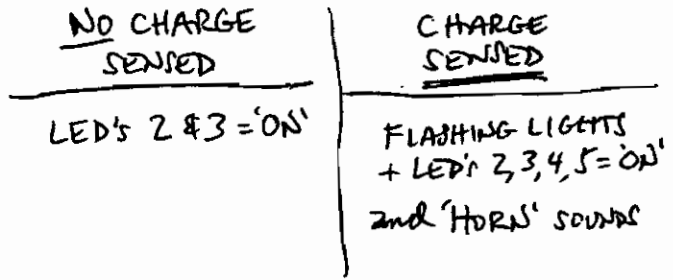 NO CHARGE
SENSED
LED's 2 & 3 = 'ON'
CHARGE
SENSED
FLASHING LIGHTS
+ LED's 2, 3, 4, 5 = 'ON'
and 'HORN' SOUNDS